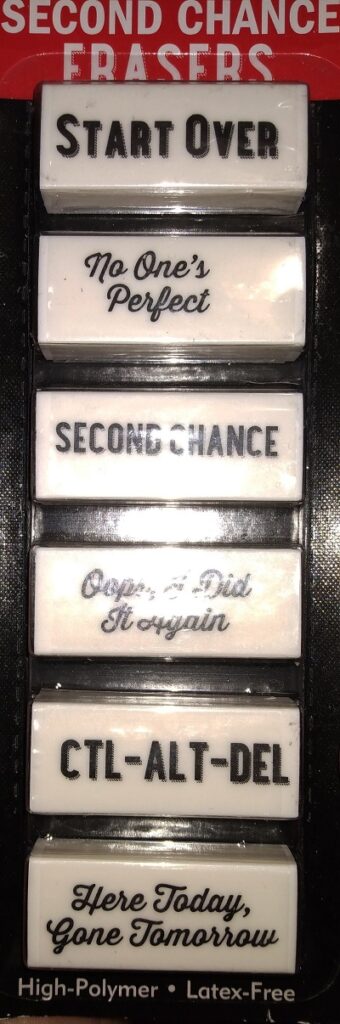 SECOND CHANCE
ERASERS
START OVER
No One's
Perfect
SECOND CHANCE
Oops, I Did
It Again
CTL-ALT-DEL
Here Today,
Gone Tomorrow
High-Polymer • Latex-Free